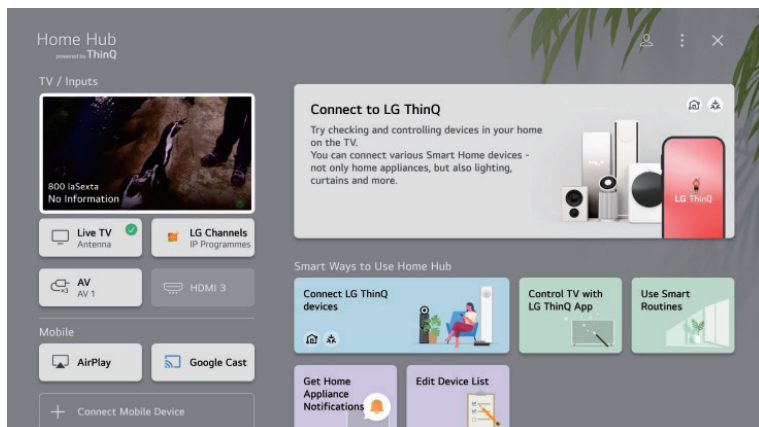 Home Hub
powered by ThinQ
TV / Inputs
800 laSexta
No Information
Live TV
Antenna
LG Channels
IP Programmes
AV
AV 1
x3
HDMI 3
Mobile
AirPlay
Google Cast
Connect Mobile Device
Connect to LG ThinQ
Try checking and controlling devices in your home
on the TV.
You can connect various Smart Home devices -
not only home appliances, but also lighting,
curtains and more.
LG ThinQ
Smart Ways to Use Home Hub
Connect LG ThinQ
devices
Control TV with
LG ThinQ App
Use Smart
Routines
Get Home
Appliance
Notifications
Edit Device List